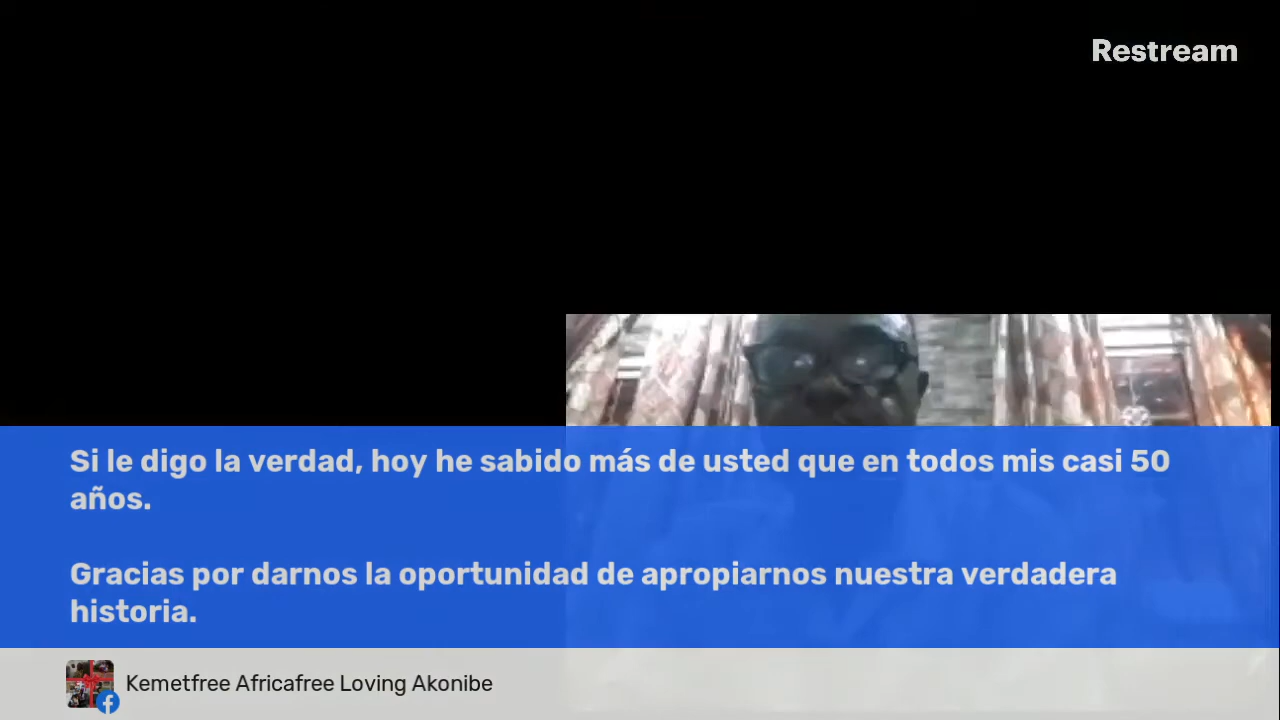 Restream
Si le digo la verdad, hoy he sabido más de usted que en todos mis casi 50
años.
Gracias por darnos la oportunidad de apropiarnos nuestra verdadera
historia.
Kemetfree Africafree Loving Akonibe